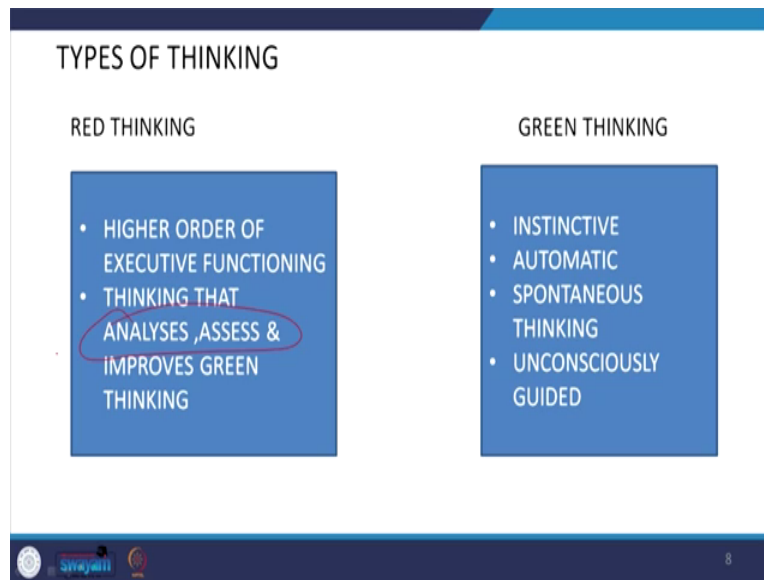 TYPES OF THINKING
RED THINKING
GREEN THINKING
• HIGHER ORDER OF
EXECUTIVE FUNCTIONING
• THINKING THAT
ANALYSES ,ASSESS &
IMPROVES GREEN
THINKING
• INSTINCTIVE
• AUTOMATIC
• SPONTANEOUS
THINKING
• UNCONSCIOUSLY
GUIDED
swayam
8